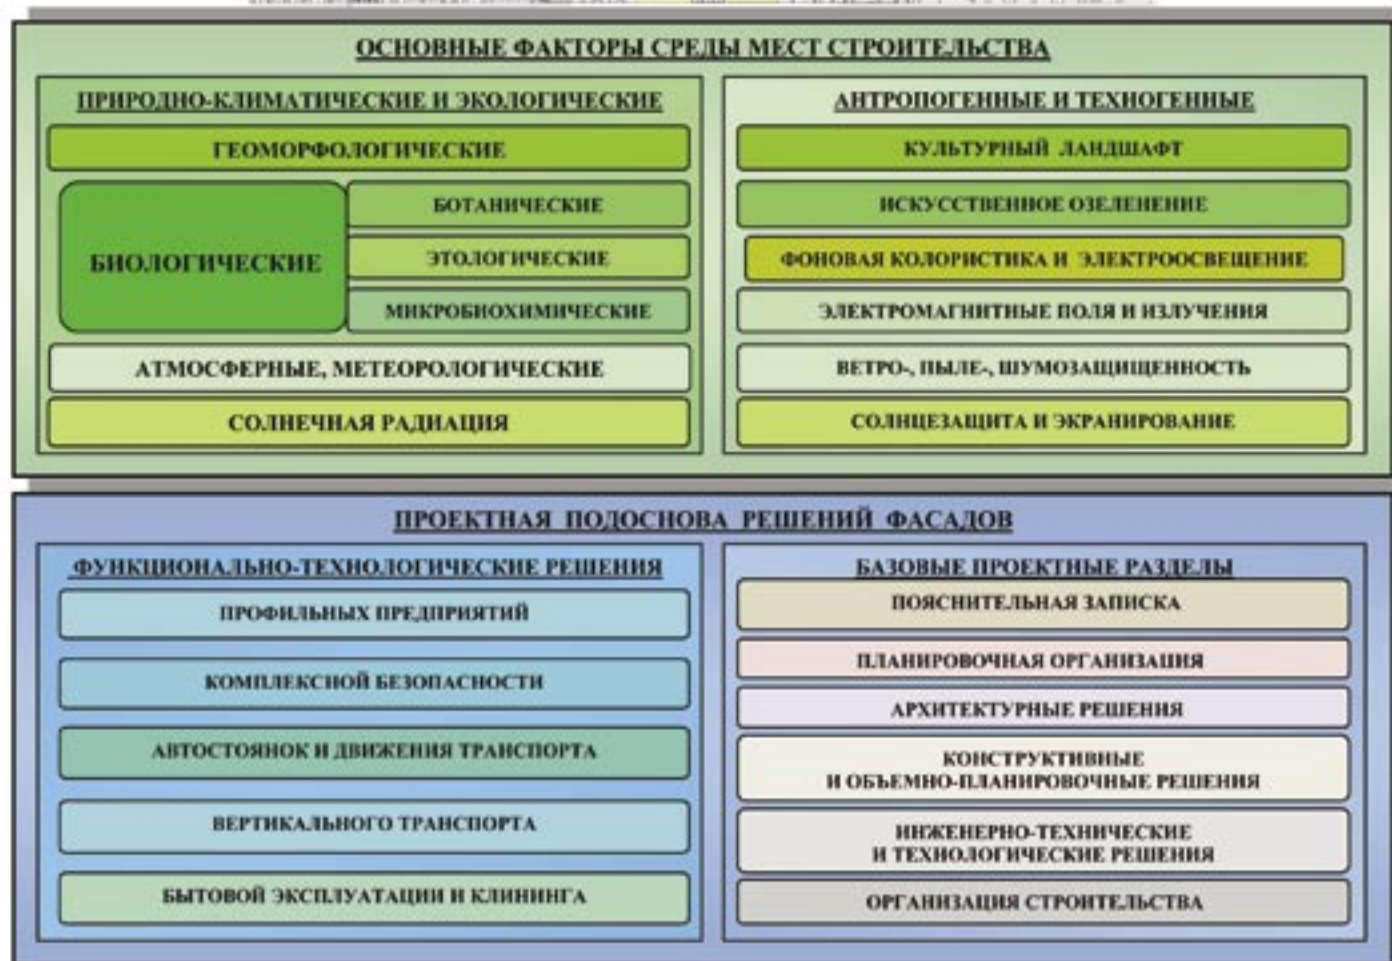 ОСНОВНЫЕ ФАКТОРЫ СРЕДЫ МЕСТ СТРОИТЕЛЬСТВА
ПРИРОДНО-КЛИМАТИЧЕСКИЕ И ЭКОЛОГИЧЕСКИЕ
ГЕОМОРФОЛОГИЧЕСКИЕ
БИОЛОГИЧЕСКИЕ
БОТАНИЧЕСКИЕ
ЭТОЛОГИЧЕСКИЕ
МИКРОБИОХИМИЧЕСКИЕ
АТМОСФЕРНЫЕ, МЕТЕОРОЛОГИЧЕСКИЕ
СОЛНЕЧНАЯ РАДИАЦИЯ
АНТРОПОГЕННЫЕ И ТЕХНОГЕННЫЕ
КУЛЬТУРНЫЙ ЛАНДШАФТ
ИСКУССТВЕННОЕ ОЗЕЛЕНЕНИЕ
ФОНОВАЯ КОЛОРИСТИКА И ЭЛЕКТРООСВЕЩЕНИЕ
ЭЛЕКТРОМАГНИТНЫЕ ПОЛЯ И ИЗЛУЧЕНИЯ
ВЕТРО-, ПЫЛЕ-, ШУМОЗАЩИЩЕННОСТЬ
СОЛНЦЕЗАЩИТА И ЭКРАНИРОВАНИЕ
ПРОЕКТНАЯ ПОДОСНОВА РЕШЕНИЙ ФАСАДОВ
ФУНКЦИОНАЛЬНО-ТЕХНОЛОГИЧЕСКИЕ РЕШЕНИЯ
ПРОФИЛЬНЫХ ПРЕДПРИЯТИЙ
КОМПЛЕКСНОЙ БЕЗОПАСНОСТИ
АВТОСТОЯНОК И ДВИЖЕНИЯ ТРАНСПОРТА
ВЕРТИКАЛЬНОГО ТРАНСПОРТА
БЫТОВОЙ ЭКСПЛУАТАЦИИ И КЛИНИНГА
БАЗОВЫЕ ПРОЕКТНЫЕ РАЗДЕЛЫ
ПОЯСНИТЕЛЬНАЯ ЗАПИСКА
ПЛАНИРОВОЧНАЯ ОРГАНИЗАЦИЯ
АРХИТЕКТУРНЫЕ РЕШЕНИЯ
КОНСТРУКТИВНЫЕ
И ОБЪЕМНО-ПЛАНИРОВОЧНЫЕ РЕШЕНИЯ
ИНЖЕНЕРНО-ТЕХНИЧЕСКИЕ
И ТЕХНОЛОГИЧЕСКИЕ РЕШЕНИЯ
ОРГАНИЗАЦИЯ СТРОИТЕЛЬСТВА